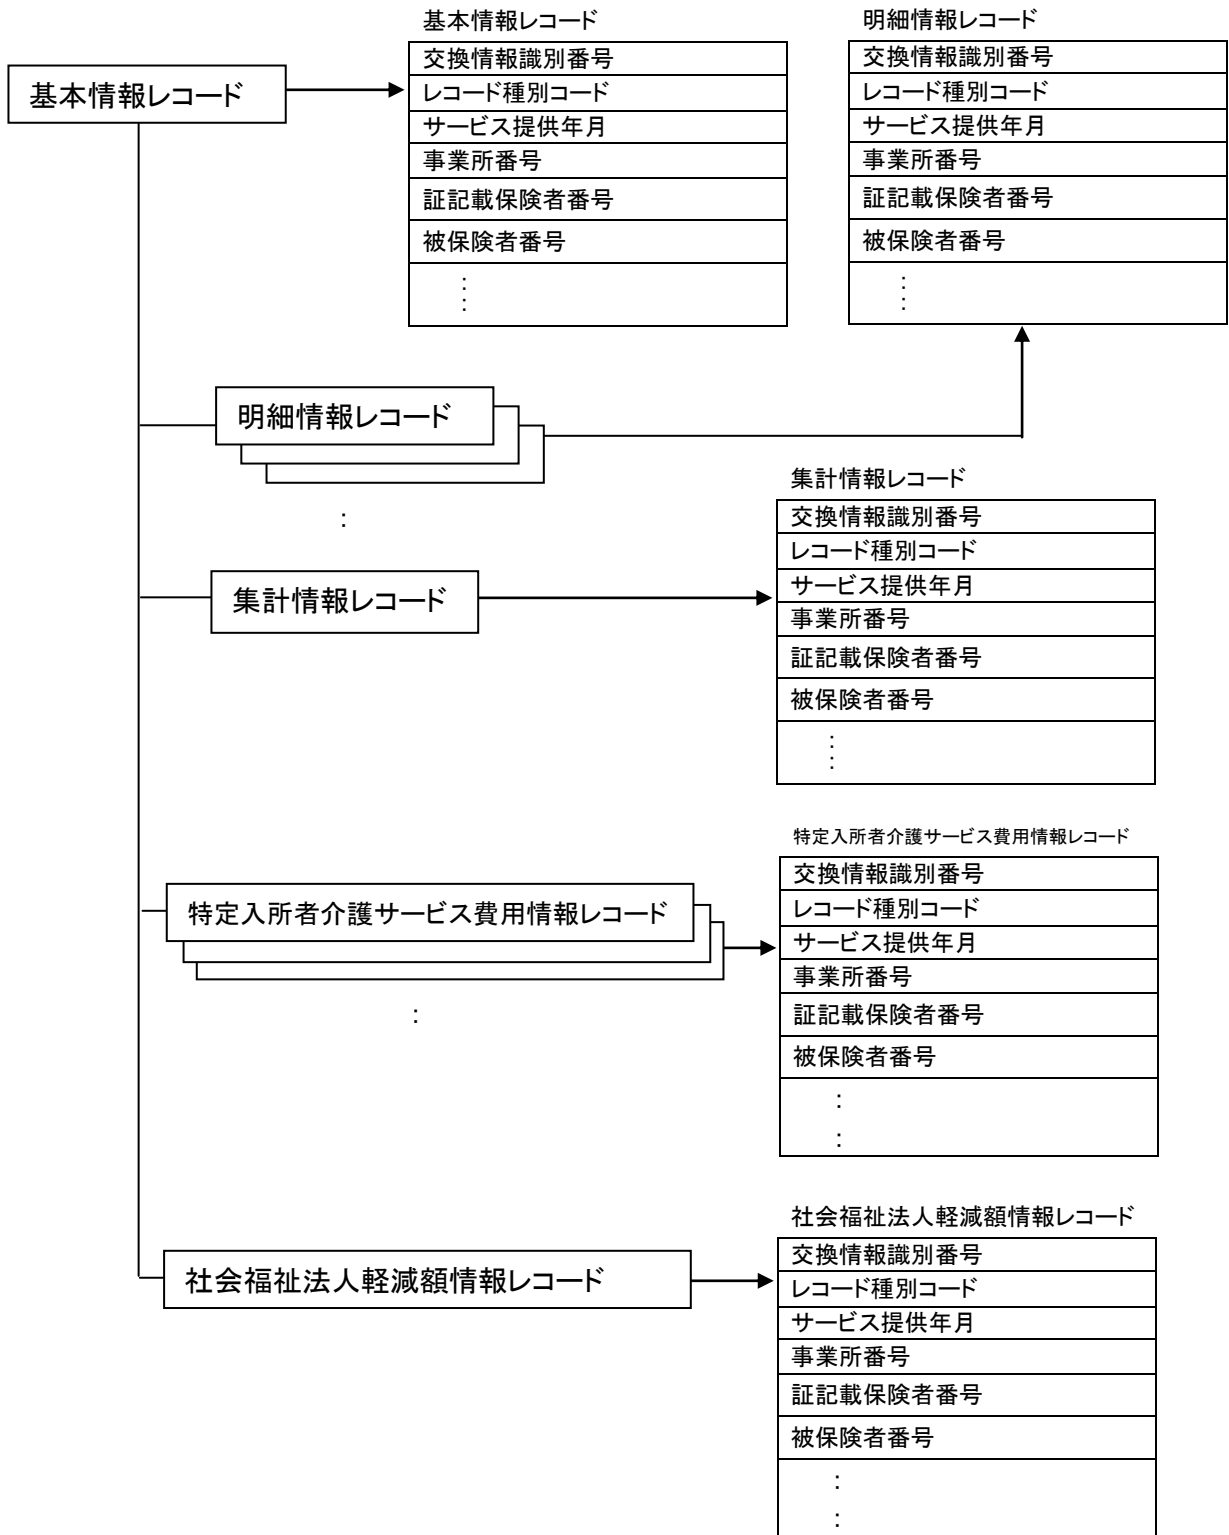 基本情報レコード
基本情報レコード
交換情報識別番号
レコード種別コード
サービス提供年月
事業所番号
証記載保険者番号
被保険者番号
:
:
明細情報レコード
交換情報識別番号
レコード種別コード
サービス提供年月
事業所番号
証記載保険者番号
被保険者番号
:
:
明細情報レコード
:
集計情報レコード
集計情報レコード
交換情報識別番号
レコード種別コード
サービス提供年月
事業所番号
証記載保険者番号
被保険者番号
:
:
特定入所者介護サービス費用情報レコード
:
特定入所者介護サービス費用情報レコード
交換情報識別番号
レコード種別コード
サービス提供年月
事業所番号
証記載保険者番号
被保険者番号
:
:
社会福祉法人軽減額情報レコード
社会福祉法人軽減額情報レコード
交換情報識別番号
レコード種別コード
サービス提供年月
事業所番号
証記載保険者番号
被保険者番号
:
: